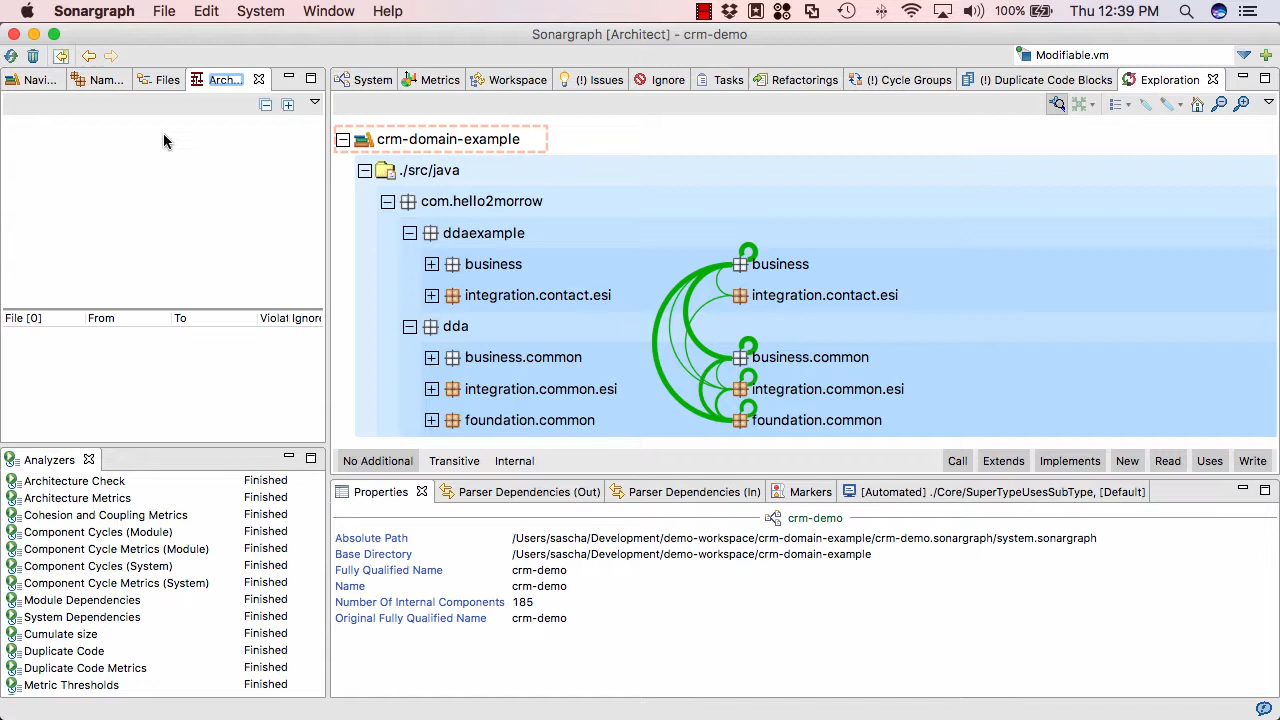 Sonargraph File Edit System Window Help 100% Thu 12:39 PM
Sonargraph [Architect] - crm-demo
Modifiable.vm
Navi... Nam... Files Arch...
System Metrics Workspace (!) Issues Ignore Tasks Refactorings (!) Cycle Groups (!) Duplicate Code Blocks Exploration
crm-domain-example
./src/java
com.hello2morrow
ddaexample
business business
integration.contact.esi integration.contact.esi
dda
business.common business.common
integration.common.esi integration.common.esi
foundation.common foundation.common
File [0] From To Violat Ignore
No Additional Transitive Internal Call Extends Implements New Read Uses Write
Analyzers
Architecture Check Finished
Architecture Metrics Finished
Cohesion and Coupling Metrics Finished
Component Cycles (Module) Finished
Component Cycle Metrics (Module) Finished
Component Cycles (System) Finished
Component Cycle Metrics (System) Finished
Module Dependencies Finished
System Dependencies Finished
Cumulate size Finished
Duplicate Code Finished
Duplicate Code Metrics Finished
Metric Thresholds Finished
Properties Parser Dependencies (Out) Parser Dependencies (In) Markers [Automated] ./Core/SuperTypeUsesSubType, [Default]
crm-demo
Absolute Path /Users/sascha/Development/demo-workspace/crm-domain-example/crm-demo.sonargraph/system.sonargraph
Base Directory /Users/sascha/Development/demo-workspace/crm-domain-example
Fully Qualified Name crm-demo
Name crm-demo
Number Of Internal Components 185
Original Fully Qualified Name crm-demo